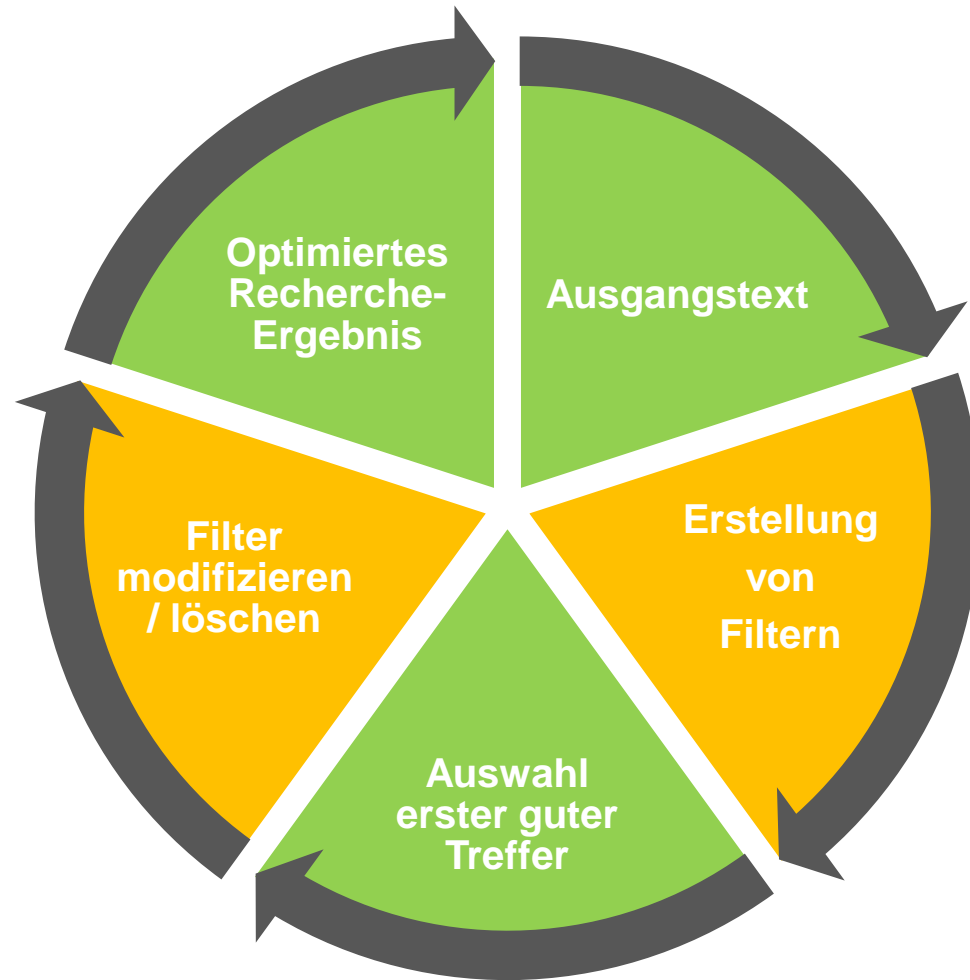 Optimiertes
Recherche-
Ergebnis
Ausgangstext
Erstellung
von
Filtern
Auswahl
erster guter
Treffer
Filter
modifizieren
/ löschen